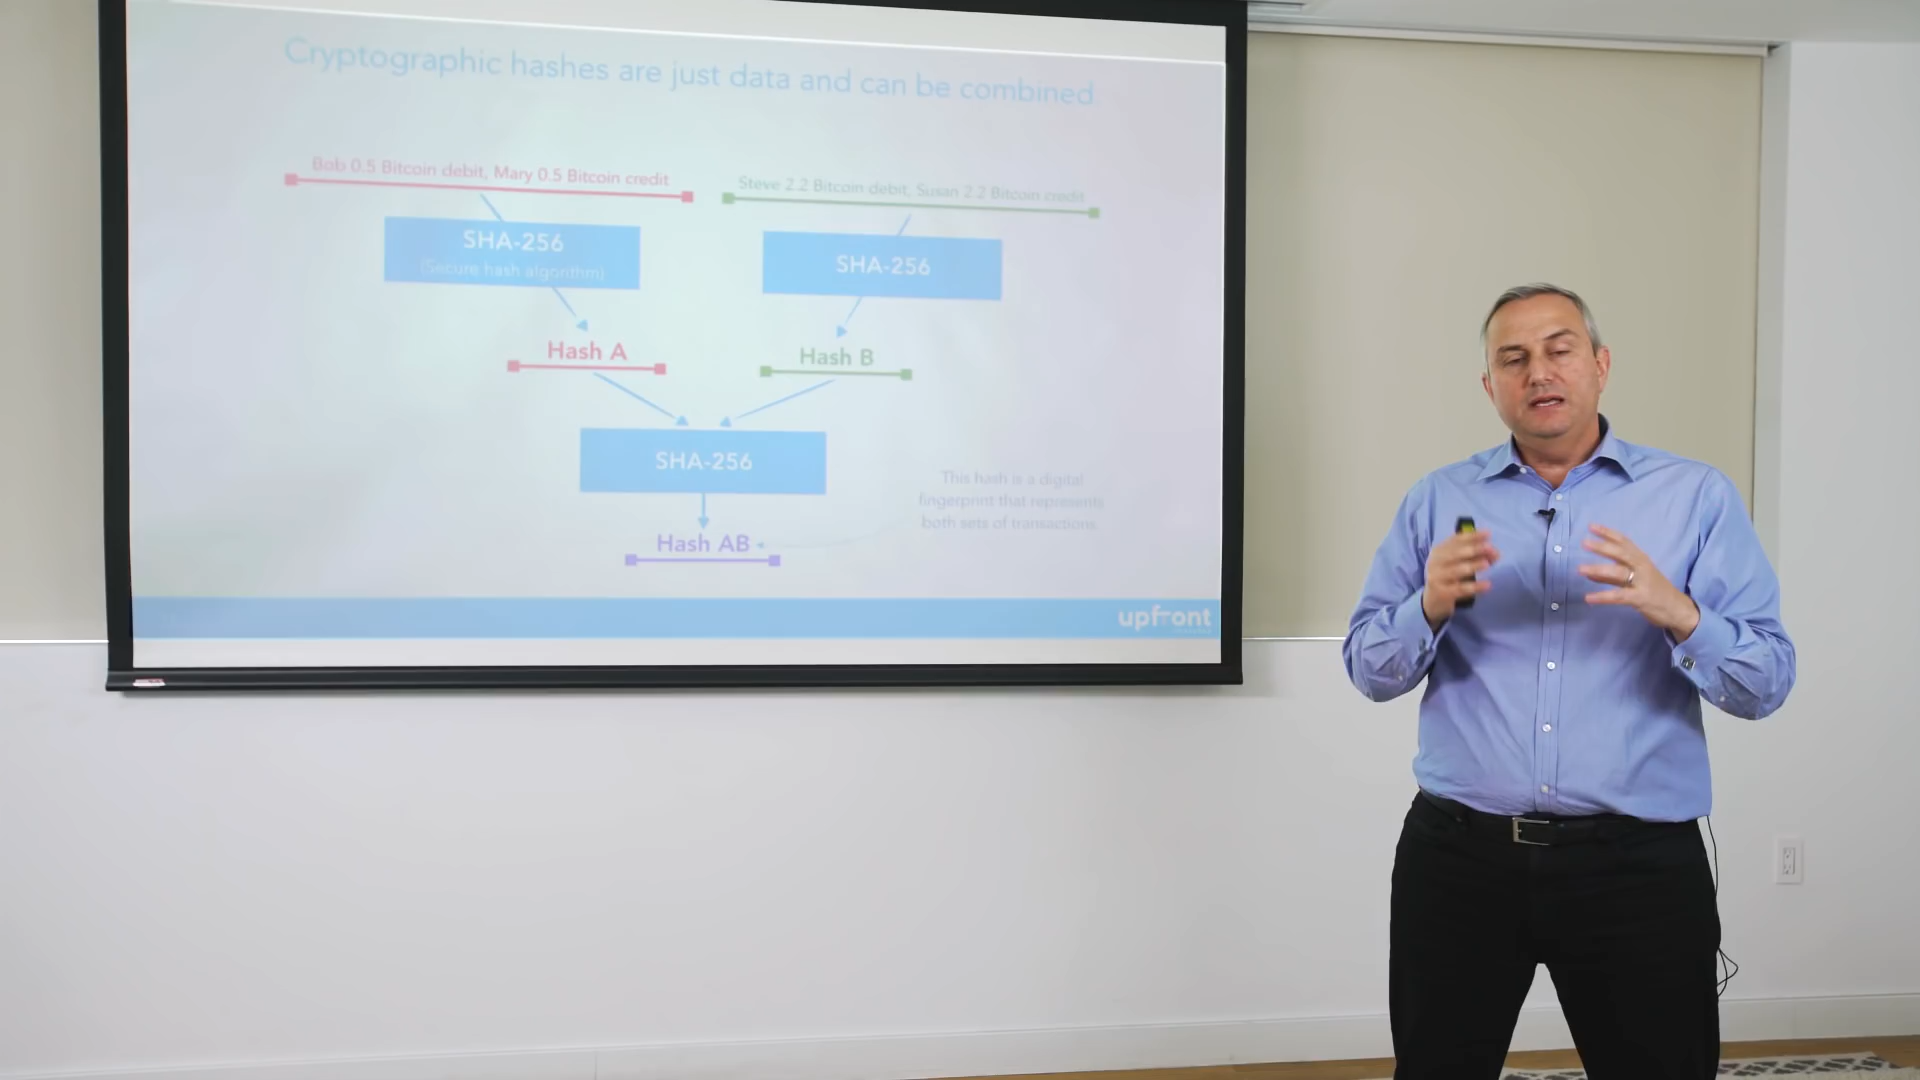 Cryptographic hashes are just data and can be combined
Bob 0.5 Bitcoin debit, Mary 0.5 Bitcoin credit
Steve 2.2 Bitcoin debit, Susan 2.2 Bitcoin credit
SHA-256
(Secure hash algorithm)
SHA-256
Hash A
Hash B
SHA-256
This hash is a digital
fingerprint that represents
both sets of transactions.
Hash AB
upfront